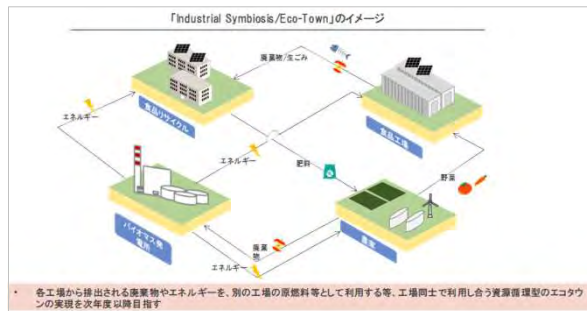 「Industrial Symbiosis/Eco-Town」のイメージ
廃棄物/生ごみ
食品リサイクル
食品工場
エネルギー
エネルギー
肥料
野菜
バイオマス発
電所
農家
廃棄
物
エネルギー
• 各工場から排出される廃棄物やエネルギーを、別の工場の原燃料等として利用する等、工場同士で利用し合う資源循環型のエコタウ
ンの実現を次年度以降目指す